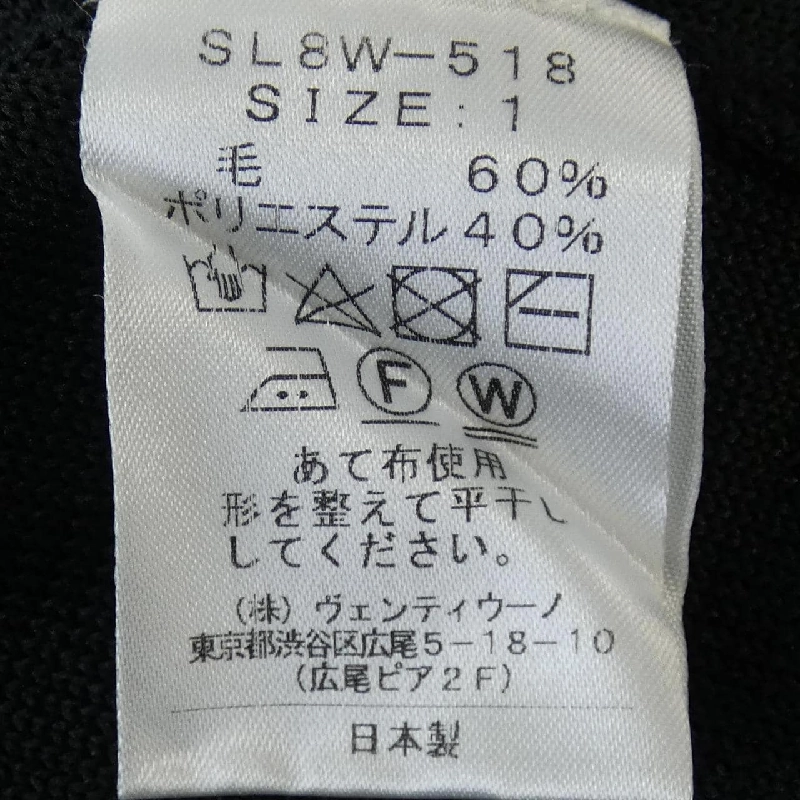 SL8W-518
SIZE:1
毛 60%
ポリエステル 40%
F W
あて布使用
形を整えて平干し
してください。
(株)ヴェンティウーノ
東京都渋谷区広尾5-18-10
(広尾ピア2F)
日本製